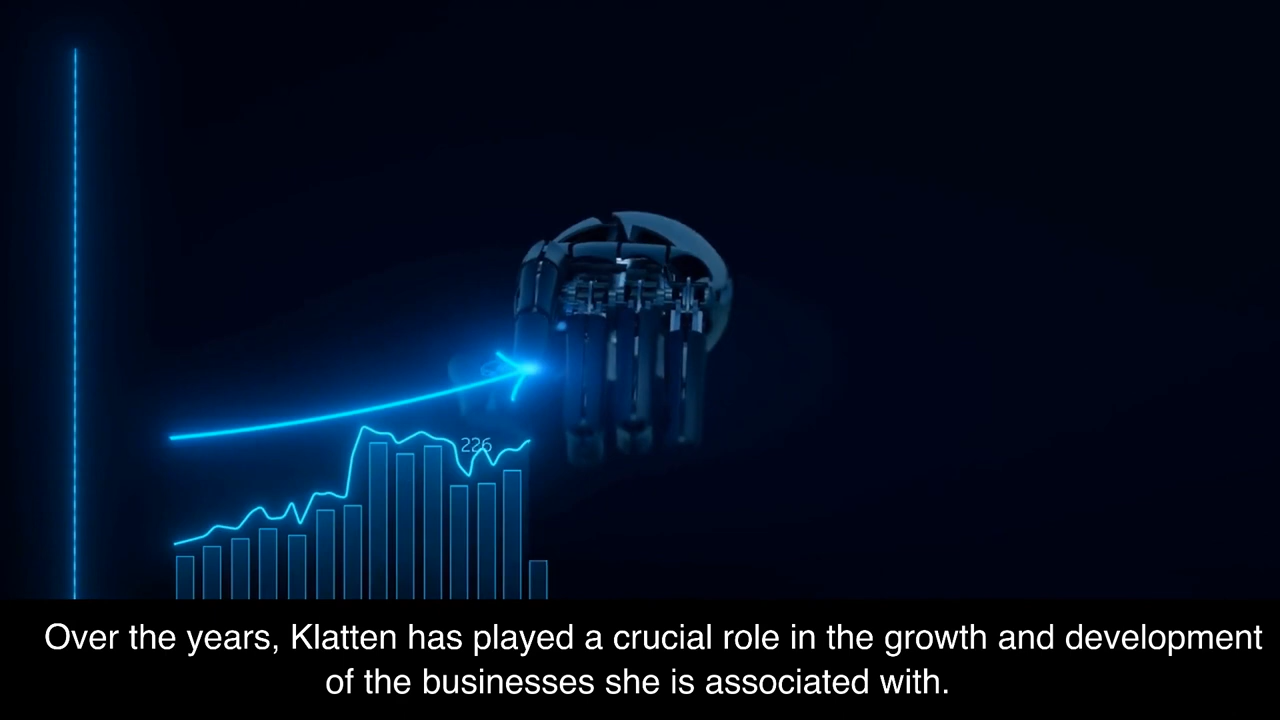 226
Over the years, Klatten has played a crucial role in the growth and development
of the businesses she is associated with.